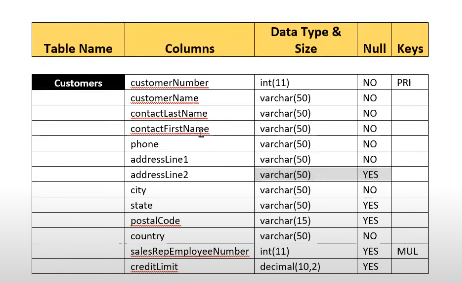 Table Name Columns Data Type & Size Null Keys
Customers customerNumber int(11) NO PRI
customerName varchar(50) NO
contactLastName varchar(50) NO
contactFirstName varchar(50) NO
phone varchar(50) NO
addressLine1 varchar(50) NO
addressLine2 varchar(50) YES
city varchar(50) NO
state varchar(50) YES
postalCode varchar(15) YES
country varchar(50) NO
salesRepEmployeeNumber int(11) YES MUL
creditLimit decimal(10,2) YES